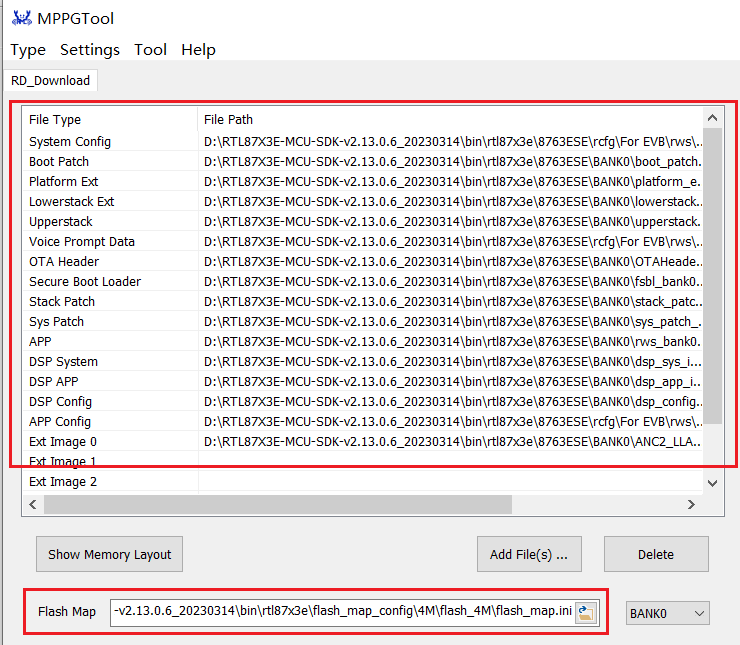 MPPGTool
Type Settings Tool Help
RD_Download
File Type File Path
System Config D:\RTL87X3E-MCU-SDK-v2.13.0.6_20230314\bin\rtl87x3e\8763ESE\rcfg\For EVB\rws\...
Boot Patch D:\RTL87X3E-MCU-SDK-v2.13.0.6_20230314\bin\rtl87x3e\8763ESE\BANK0\boot_patch...
Platform Ext D:\RTL87X3E-MCU-SDK-v2.13.0.6_20230314\bin\rtl87x3e\8763ESE\BANK0\platform_e...
Lowerstack Ext D:\RTL87X3E-MCU-SDK-v2.13.0.6_20230314\bin\rtl87x3e\8763ESE\BANK0\lowerstack...
Upperstack D:\RTL87X3E-MCU-SDK-v2.13.0.6_20230314\bin\rtl87x3e\8763ESE\BANK0\upperstack...
Voice Prompt Data D:\RTL87X3E-MCU-SDK-v2.13.0.6_20230314\bin\rtl87x3e\8763ESE\rcfg\For EVB\rws\...
OTA Header D:\RTL87X3E-MCU-SDK-v2.13.0.6_20230314\bin\rtl87x3e\8763ESE\BANK0\OTAHeade...
Secure Boot Loader D:\RTL87X3E-MCU-SDK-v2.13.0.6_20230314\bin\rtl87x3e\8763ESE\BANK0\fsbl_bank0...
Stack Patch D:\RTL87X3E-MCU-SDK-v2.13.0.6_20230314\bin\rtl87x3e\8763ESE\BANK0\stack_patc...
Sys Patch D:\RTL87X3E-MCU-SDK-v2.13.0.6_20230314\bin\rtl87x3e\8763ESE\BANK0\sys_patch_...
APP D:\RTL87X3E-MCU-SDK-v2.13.0.6_20230314\bin\rtl87x3e\8763ESE\BANK0\rws_bank0...
DSP System D:\RTL87X3E-MCU-SDK-v2.13.0.6_20230314\bin\rtl87x3e\8763ESE\BANK0\dsp_sys_i...
DSP APP D:\RTL87X3E-MCU-SDK-v2.13.0.6_20230314\bin\rtl87x3e\8763ESE\BANK0\dsp_app_i...
DSP Config D:\RTL87X3E-MCU-SDK-v2.13.0.6_20230314\bin\rtl87x3e\8763ESE\BANK0\dsp_config...
APP Config D:\RTL87X3E-MCU-SDK-v2.13.0.6_20230314\bin\rtl87x3e\8763ESE\rcfg\For EVB\rws\...
Ext Image 0 D:\RTL87X3E-MCU-SDK-v2.13.0.6_20230314\bin\rtl87x3e\8763ESE\BANK0\ANC2_LLA...
Ext Image 1
Ext Image 2
Show Memory Layout Add File(s) ... Delete
Flash Map -v2.13.0.6_20230314\bin\rtl87x3e\flash_map_config\4M\flash_4M\flash_map.ini BANK0